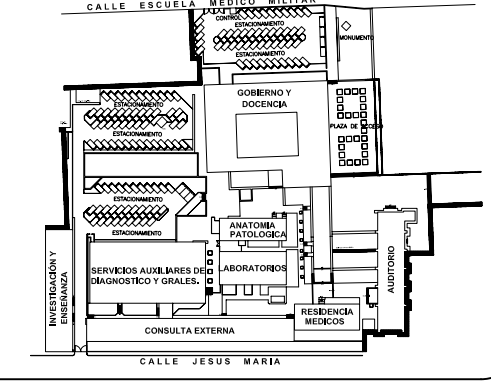 CALLE ESCUELA MEDICO MILITAR
CONTROL
ESTACIONAMIENTO
MONUMENTO
ESTACIONAMIENTO
GOBIERNO Y
DOCENCIA
ESTACIONAMIENTO
ESTACIONAMIENTO
PLAZA DE ACCESO
ESTACIONAMIENTO
ESTACIONAMIENTO
ANATOMIA
PATOLOGICA
INVESTIGACIÓN Y
ENSEÑANZA
SERVICIOS AUXILIARES DE
DIAGNOSTICO Y GRALES.
LABORATORIOS
AUDITORIO
RESIDENCIA
MEDICOS
CONSULTA EXTERNA
CALLE JESUS MARIA